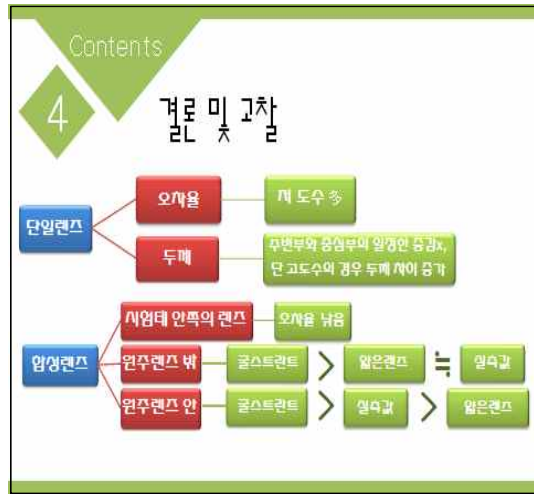 Contents
4
결론 및 고찰
단일렌즈
오차율
저 도수 多
두께
주변부와 중심부의 일정한 증감x,
단 고도수의 경우 두께 차이 증가
합성렌즈
시험테 안쪽의 렌즈
오차율 낮음
원주렌즈 밖
굴스트란트 > 얇은렌즈 ≒ 실측값
원주렌즈 안
굴스트란트 > 실측값 > 얇은렌즈